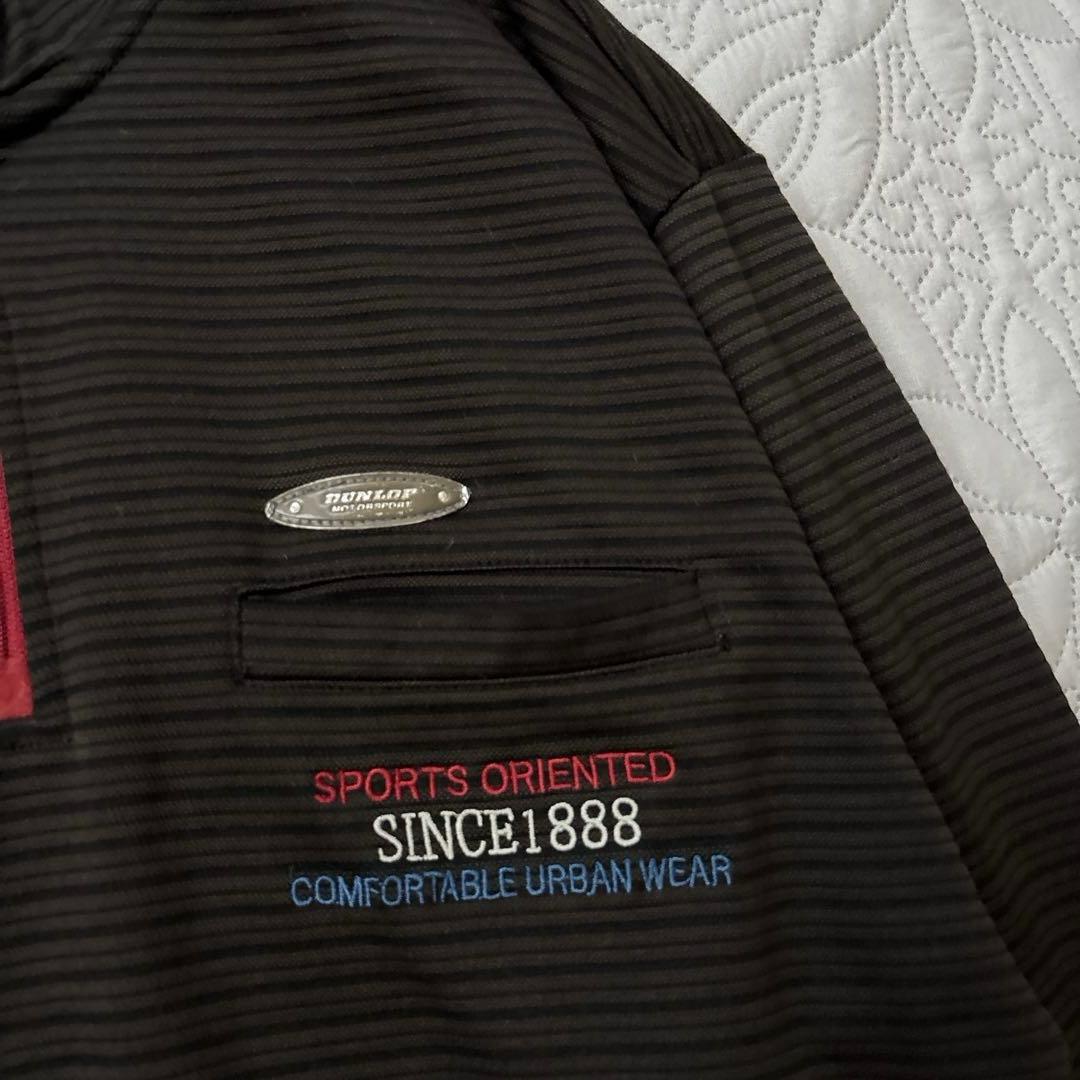 DUNLOP
MOTORSPORT
SPORTS ORIENTED
SINCE1888
COMFORTABLE URBAN WEAR